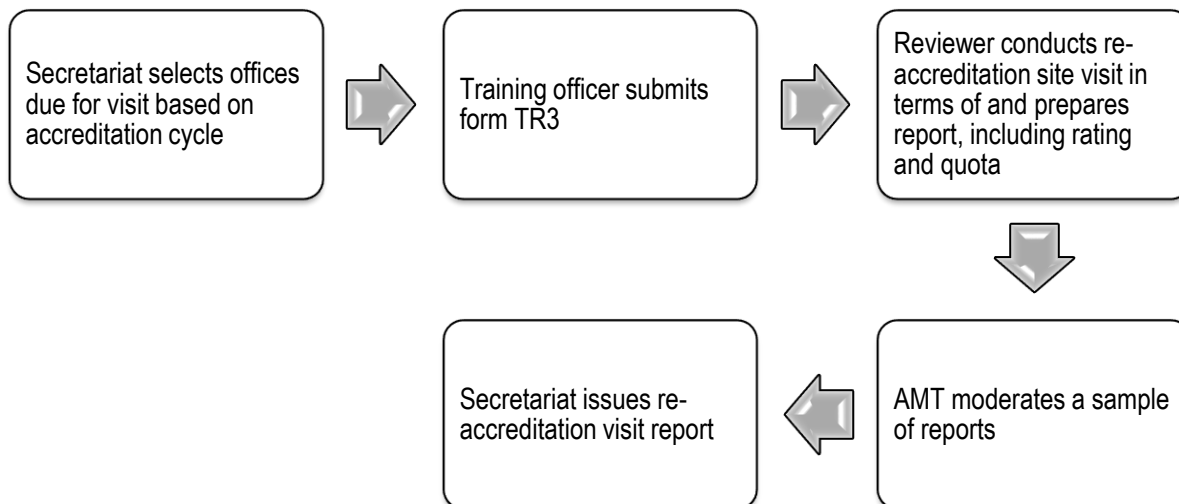 Secretariat selects offices
due for visit based on
accreditation cycle
Training officer submits
form TR3
Reviewer conducts re-
accreditation site visit in
terms of and prepares
report, including rating
and quota
AMT moderates a sample
of reports
Secretariat issues re-
accreditation visit report